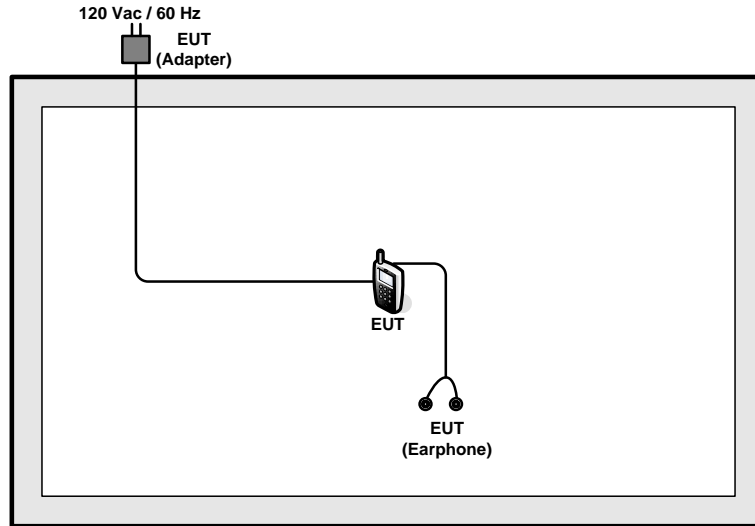 120 Vac / 60 Hz
EUT
(Adapter)
EUT
EUT
(Earphone)